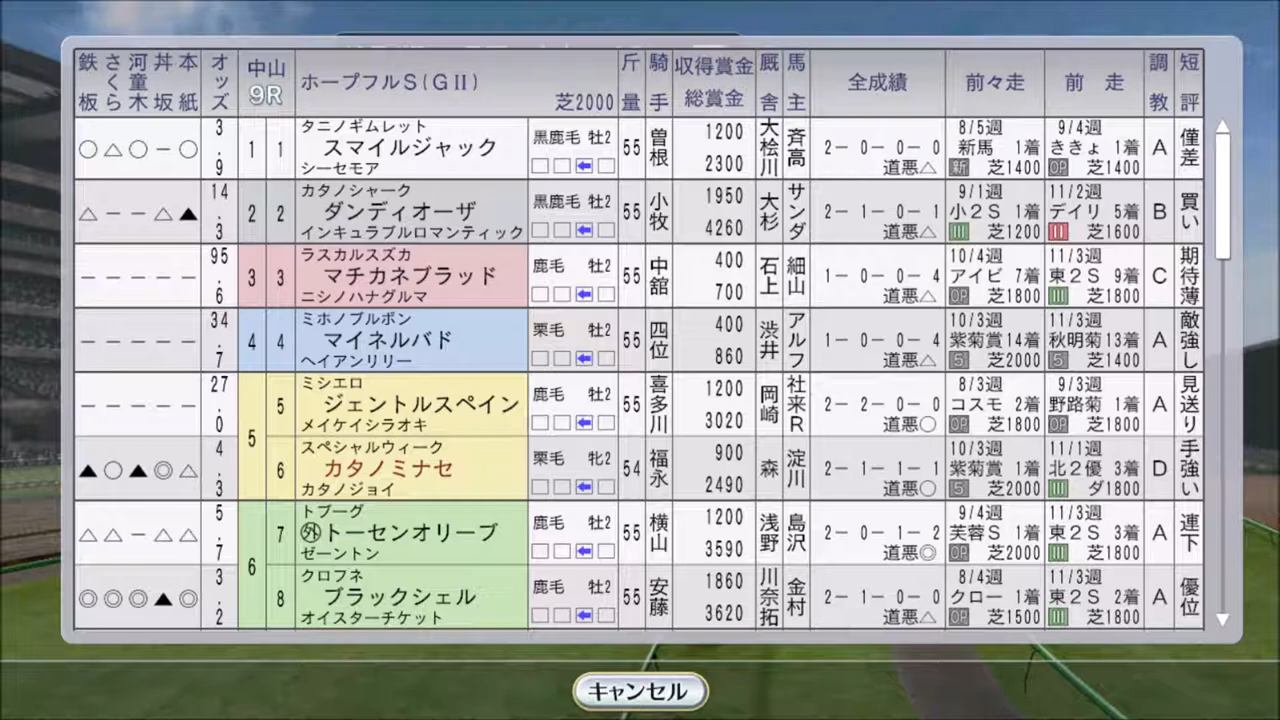 鉄板 さくら 河童木 丼坂 本紙 オッズ 中山 9R ホープフルS(GⅡ) 芝2000 斤量 騎手 収得賞金 総賞金 厩舎 馬主 全成績 前々走 前 走 調教 短評
○ △ ○ － ○ 3.9 1 1 タニノギムレット 黒鹿毛 牡2 55 曽根 1200 大桧川 斉高 2- 0- 0- 0 8/5週 9/4週 A 僅差
スマイルジャック 新馬 1着 ききょ 1着
シーセモア 2300 道悪△ 新 芝1400 OP 芝1400
△ － － △ ▲ 14.3 2 2 カタノシャーク 黒鹿毛 牡2 55 小牧 1950 大杉 サンダ 2- 1- 0- 1 9/1週 11/2週 B 買い
ダンディオーザ 小2S 1着 デイリ 5着
インキュラブルロマンティック 4260 道悪△ Ⅲ 芝1200 Ⅱ 芝1600
－ － － － － 95.6 3 3 ラスカルスズカ 鹿毛 牡2 55 中舘 400 石上 細山 1- 0- 0- 4 10/4週 11/3週 C 期待薄
マチカネブラッド アイビ 7着 東2S 9着
ニシノハナグルマ 700 道悪△ OP 芝1800 Ⅲ 芝1800
－ － － － － 34.7 4 4 ミホノブルボン 栗毛 牡2 55 四位 400 渋井 アルフ 1- 0- 0- 4 10/3週 11/3週 A 敵強し
マイネルバド 紫菊賞14着 秋明菊13着
ヘイアンリリー 860 道悪△ 5 芝2000 5 芝1400
－ － － － － 27.0 5 5 ミシエロ 鹿毛 牡2 55 喜多川 1200 岡崎 社来R 2- 2- 0- 0 8/3週 9/3週 A 見送り
ジェントルスペイン コスモ 2着 野路菊 1着
メイケイシラオキ 3020 道悪○ OP 芝1800 OP 芝1800
▲ ○ ▲ ◎ △ 4.3 6 スペシャルウィーク 栗毛 牝2 54 福永 900 森 淀川 2- 1- 1- 1 10/3週 11/1週 D 手強い
カタノミナセ 紫菊賞 1着 北2優 3着
カタノジョイ 2490 道悪○ 5 芝2000 Ⅲ ダ1800
△ △ － △ △ 5.7 6 7 トブーグ 鹿毛 牡2 55 横山 1200 浅野 島沢 2- 0- 1- 2 9/4週 11/3週 A 連下
外 トーセンオリーブ 芙蓉S 1着 東2S 3着
ゼーントン 3590 道悪◎ OP 芝2000 Ⅲ 芝1800
◎ ◎ ◎ ▲ ◎ 3.2 8 クロフネ 鹿毛 牡2 55 安藤 1860 川奈拓 金村 2- 1- 0- 0 8/4週 11/3週 A 優位
ブラックシェル クロー 1着 東2S 2着
オイスターチケット 3620 道悪△ OP 芝1500 Ⅲ 芝1800
キャンセル